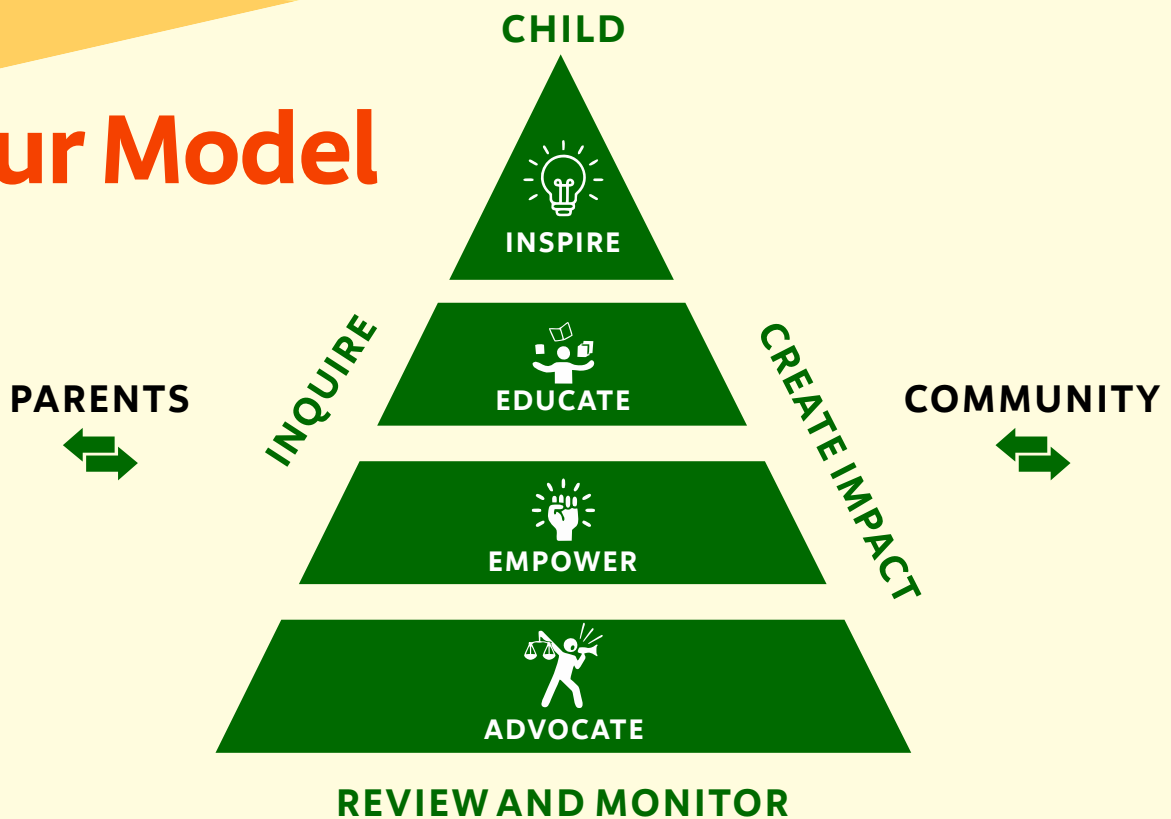 CHILD
ur Model
INSPIRE
INQUIRE
EDUCATE
CREATE IMPACT
PARENTS
COMMUNITY
EMPOWER
ADVOCATE
REVIEW AND MONITOR